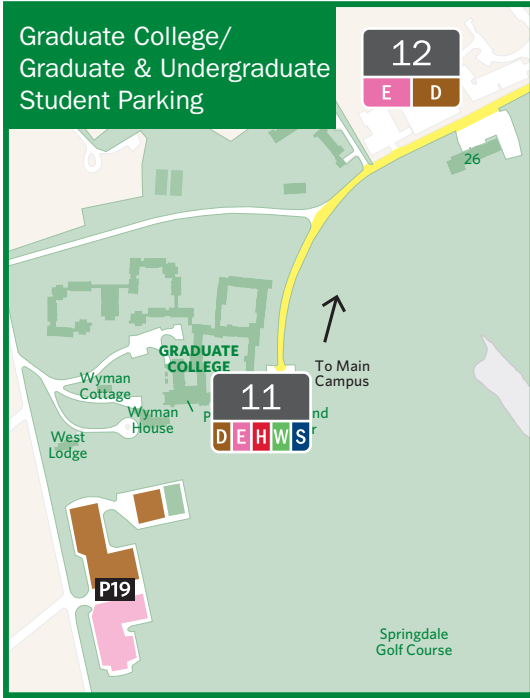 Graduate College/
Graduate & Undergraduate
Student Parking
12
E D
26
GRADUATE
COLLEGE
To Main
Campus
Wyman
Cottage
11
D E H W S
Wyman
House
West
Lodge
P19
Springdale
Golf Course